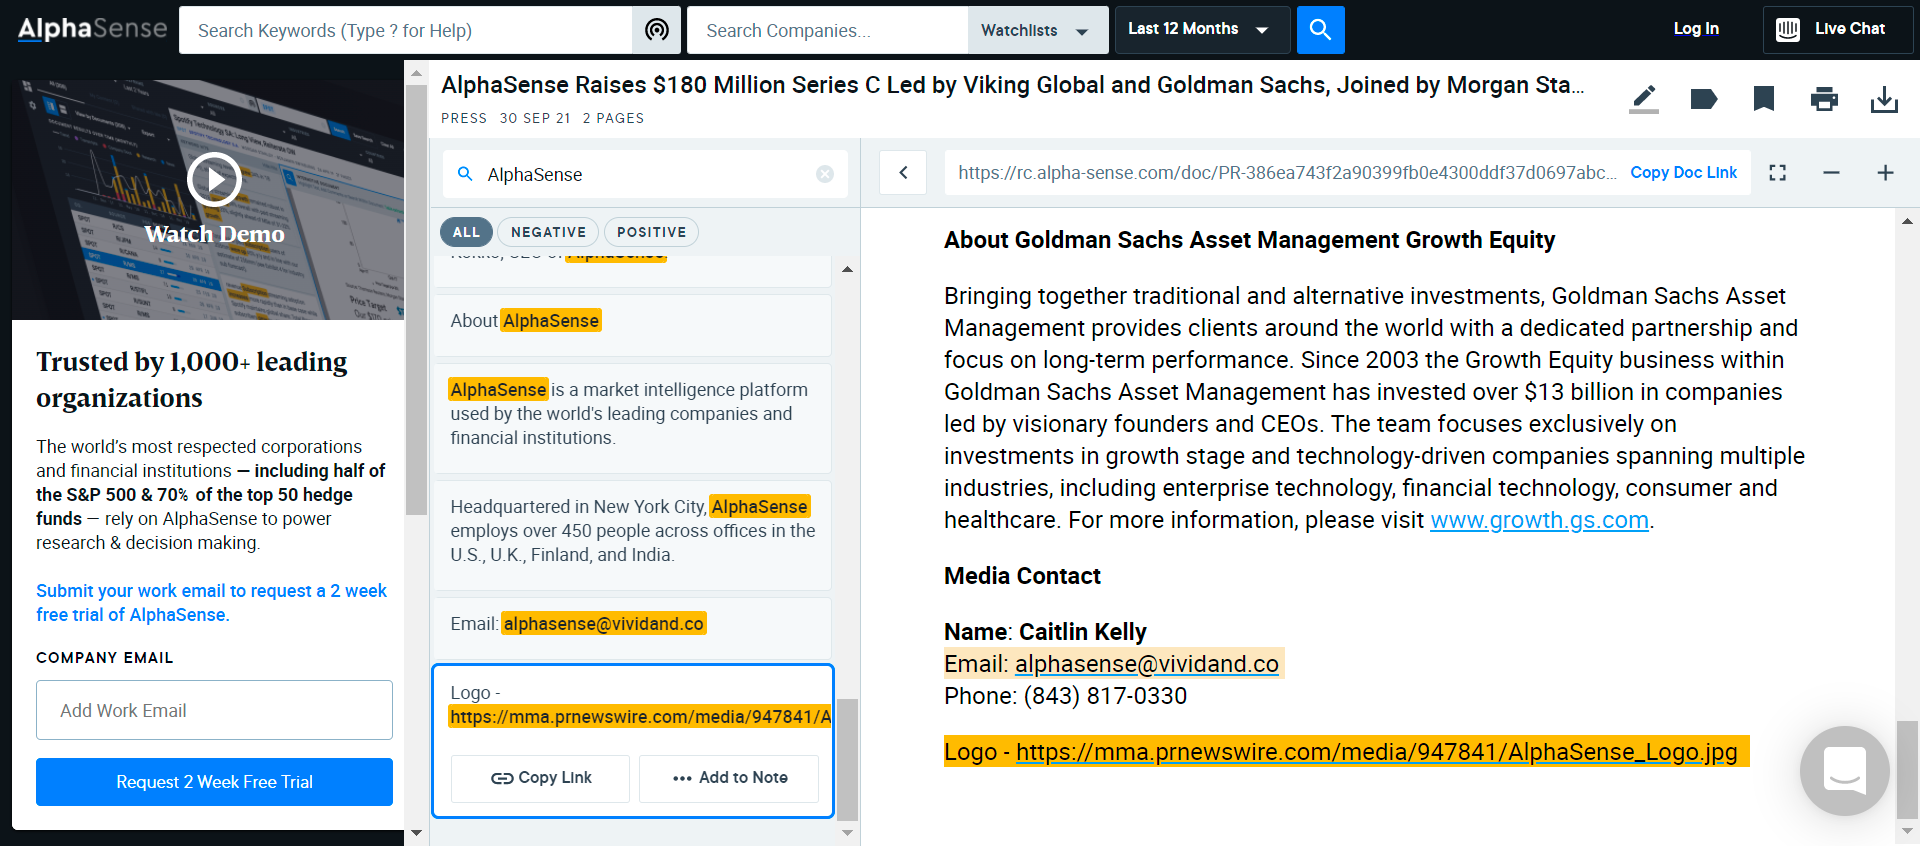 AlphaSense
Search Keywords (Type ? for Help)
Search Companies...
Watchlists
Last 12 Months
Log In
Live Chat
Watch Demo
Trusted by 1,000+ leading
organizations
The world's most respected corporations
and financial institutions — including half of
the S&P 500 & 70% of the top 50 hedge
funds — rely on AlphaSense to power
research & decision making.
Submit your work email to request a 2 week
free trial of AlphaSense.
COMPANY EMAIL
Add Work Email
Request 2 Week Free Trial
AlphaSense Raises $180 Million Series C Led by Viking Global and Goldman Sachs, Joined by Morgan Sta...
PRESS 30 SEP 21 2 PAGES
AlphaSense
ALL NEGATIVE POSITIVE
About AlphaSense
AlphaSense is a market intelligence platform
used by the world's leading companies and
financial institutions.
Headquartered in New York City, AlphaSense
employs over 450 people across offices in the
U.S., U.K., Finland, and India.
Email: alphasense@vividand.co
Logo -
https://mma.prnewswire.com/media/947841/A
Copy Link
Add to Note
https://rc.alpha-sense.com/doc/PR-386ea743f2a90399fb0e4300ddf37d0697abc...
Copy Doc Link
About Goldman Sachs Asset Management Growth Equity
Bringing together traditional and alternative investments, Goldman Sachs Asset
Management provides clients around the world with a dedicated partnership and
focus on long-term performance. Since 2003 the Growth Equity business within
Goldman Sachs Asset Management has invested over $13 billion in companies
led by visionary founders and CEOs. The team focuses exclusively on
investments in growth stage and technology-driven companies spanning multiple
industries, including enterprise technology, financial technology, consumer and
healthcare. For more information, please visit www.growth.gs.com.
Media Contact
Name: Caitlin Kelly
Email: alphasense@vividand.co
Phone: (843) 817-0330
Logo - https://mma.prnewswire.com/media/947841/AlphaSense_Logo.jpg